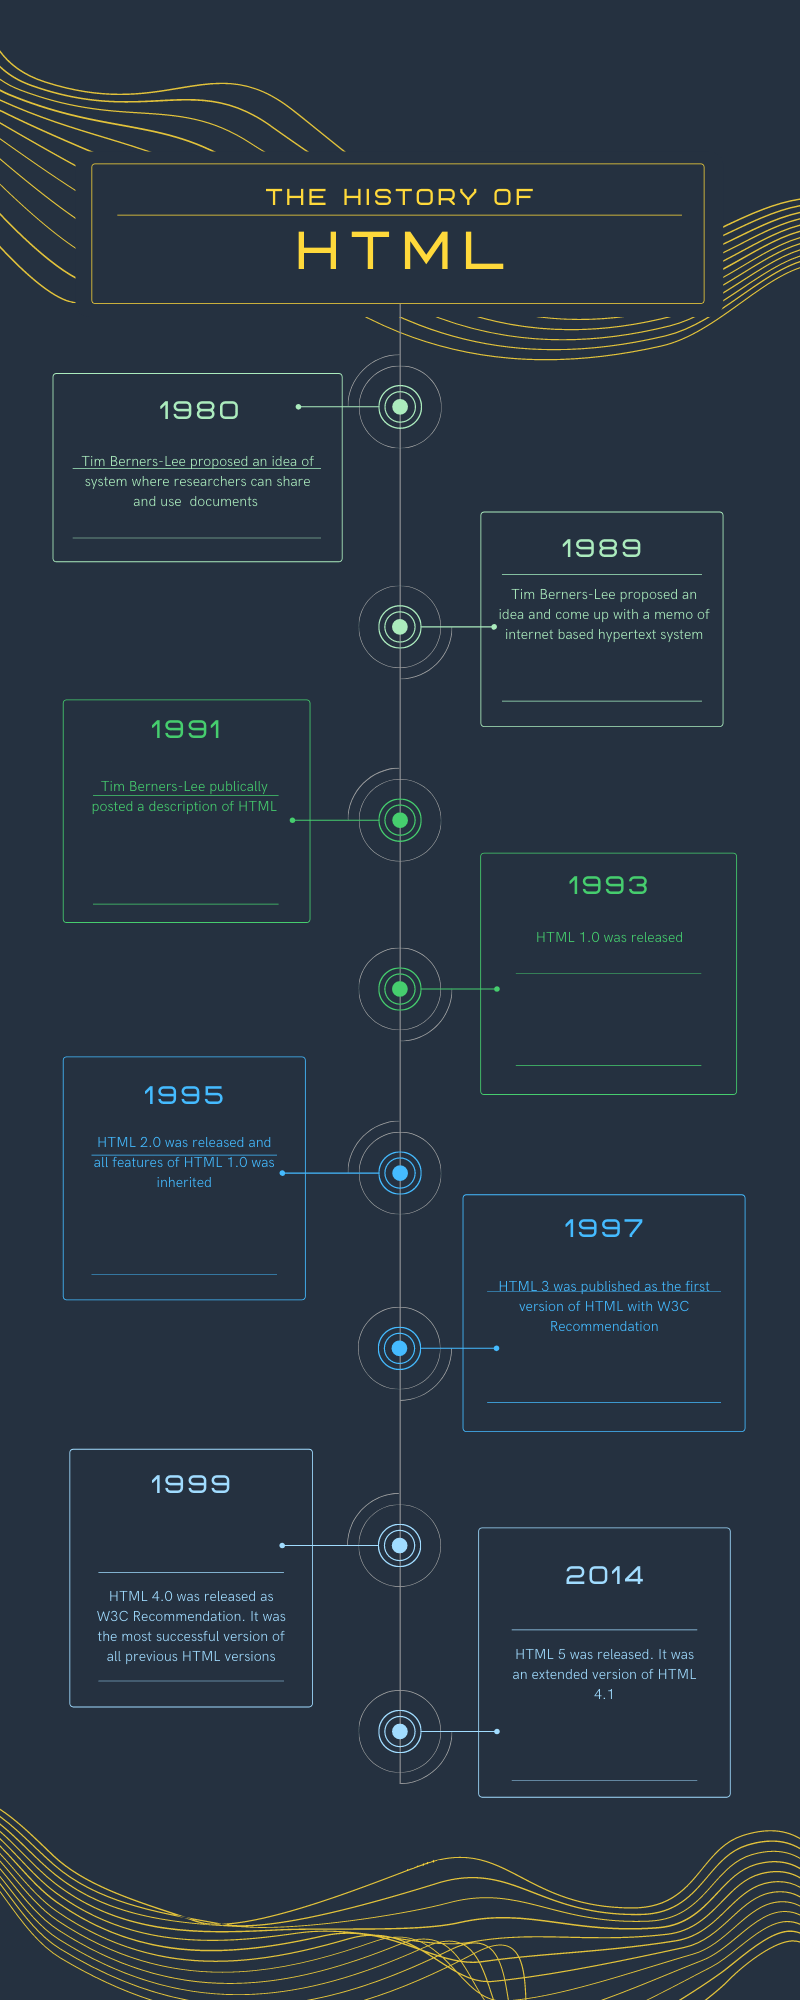 THE HISTORY OF
HTML
1980
Tim Berners-Lee proposed an idea of
system where researchers can share
and use  documents
1989
Tim Berners-Lee proposed an
idea and come up with a memo of
internet based hypertext system
1991
Tim Berners-Lee publically
posted a description of HTML
1993
HTML 1.0 was released
1995
HTML 2.0 was released and
all features of HTML 1.0 was
inherited
1997
HTML 3 was published as the first
version of HTML with W3C
Recommendation
1999
HTML 4.0 was released as
W3C Recommendation. It was
the most successful version of
all previous HTML versions
2014
HTML 5 was released. It was
an extended version of HTML
4.1